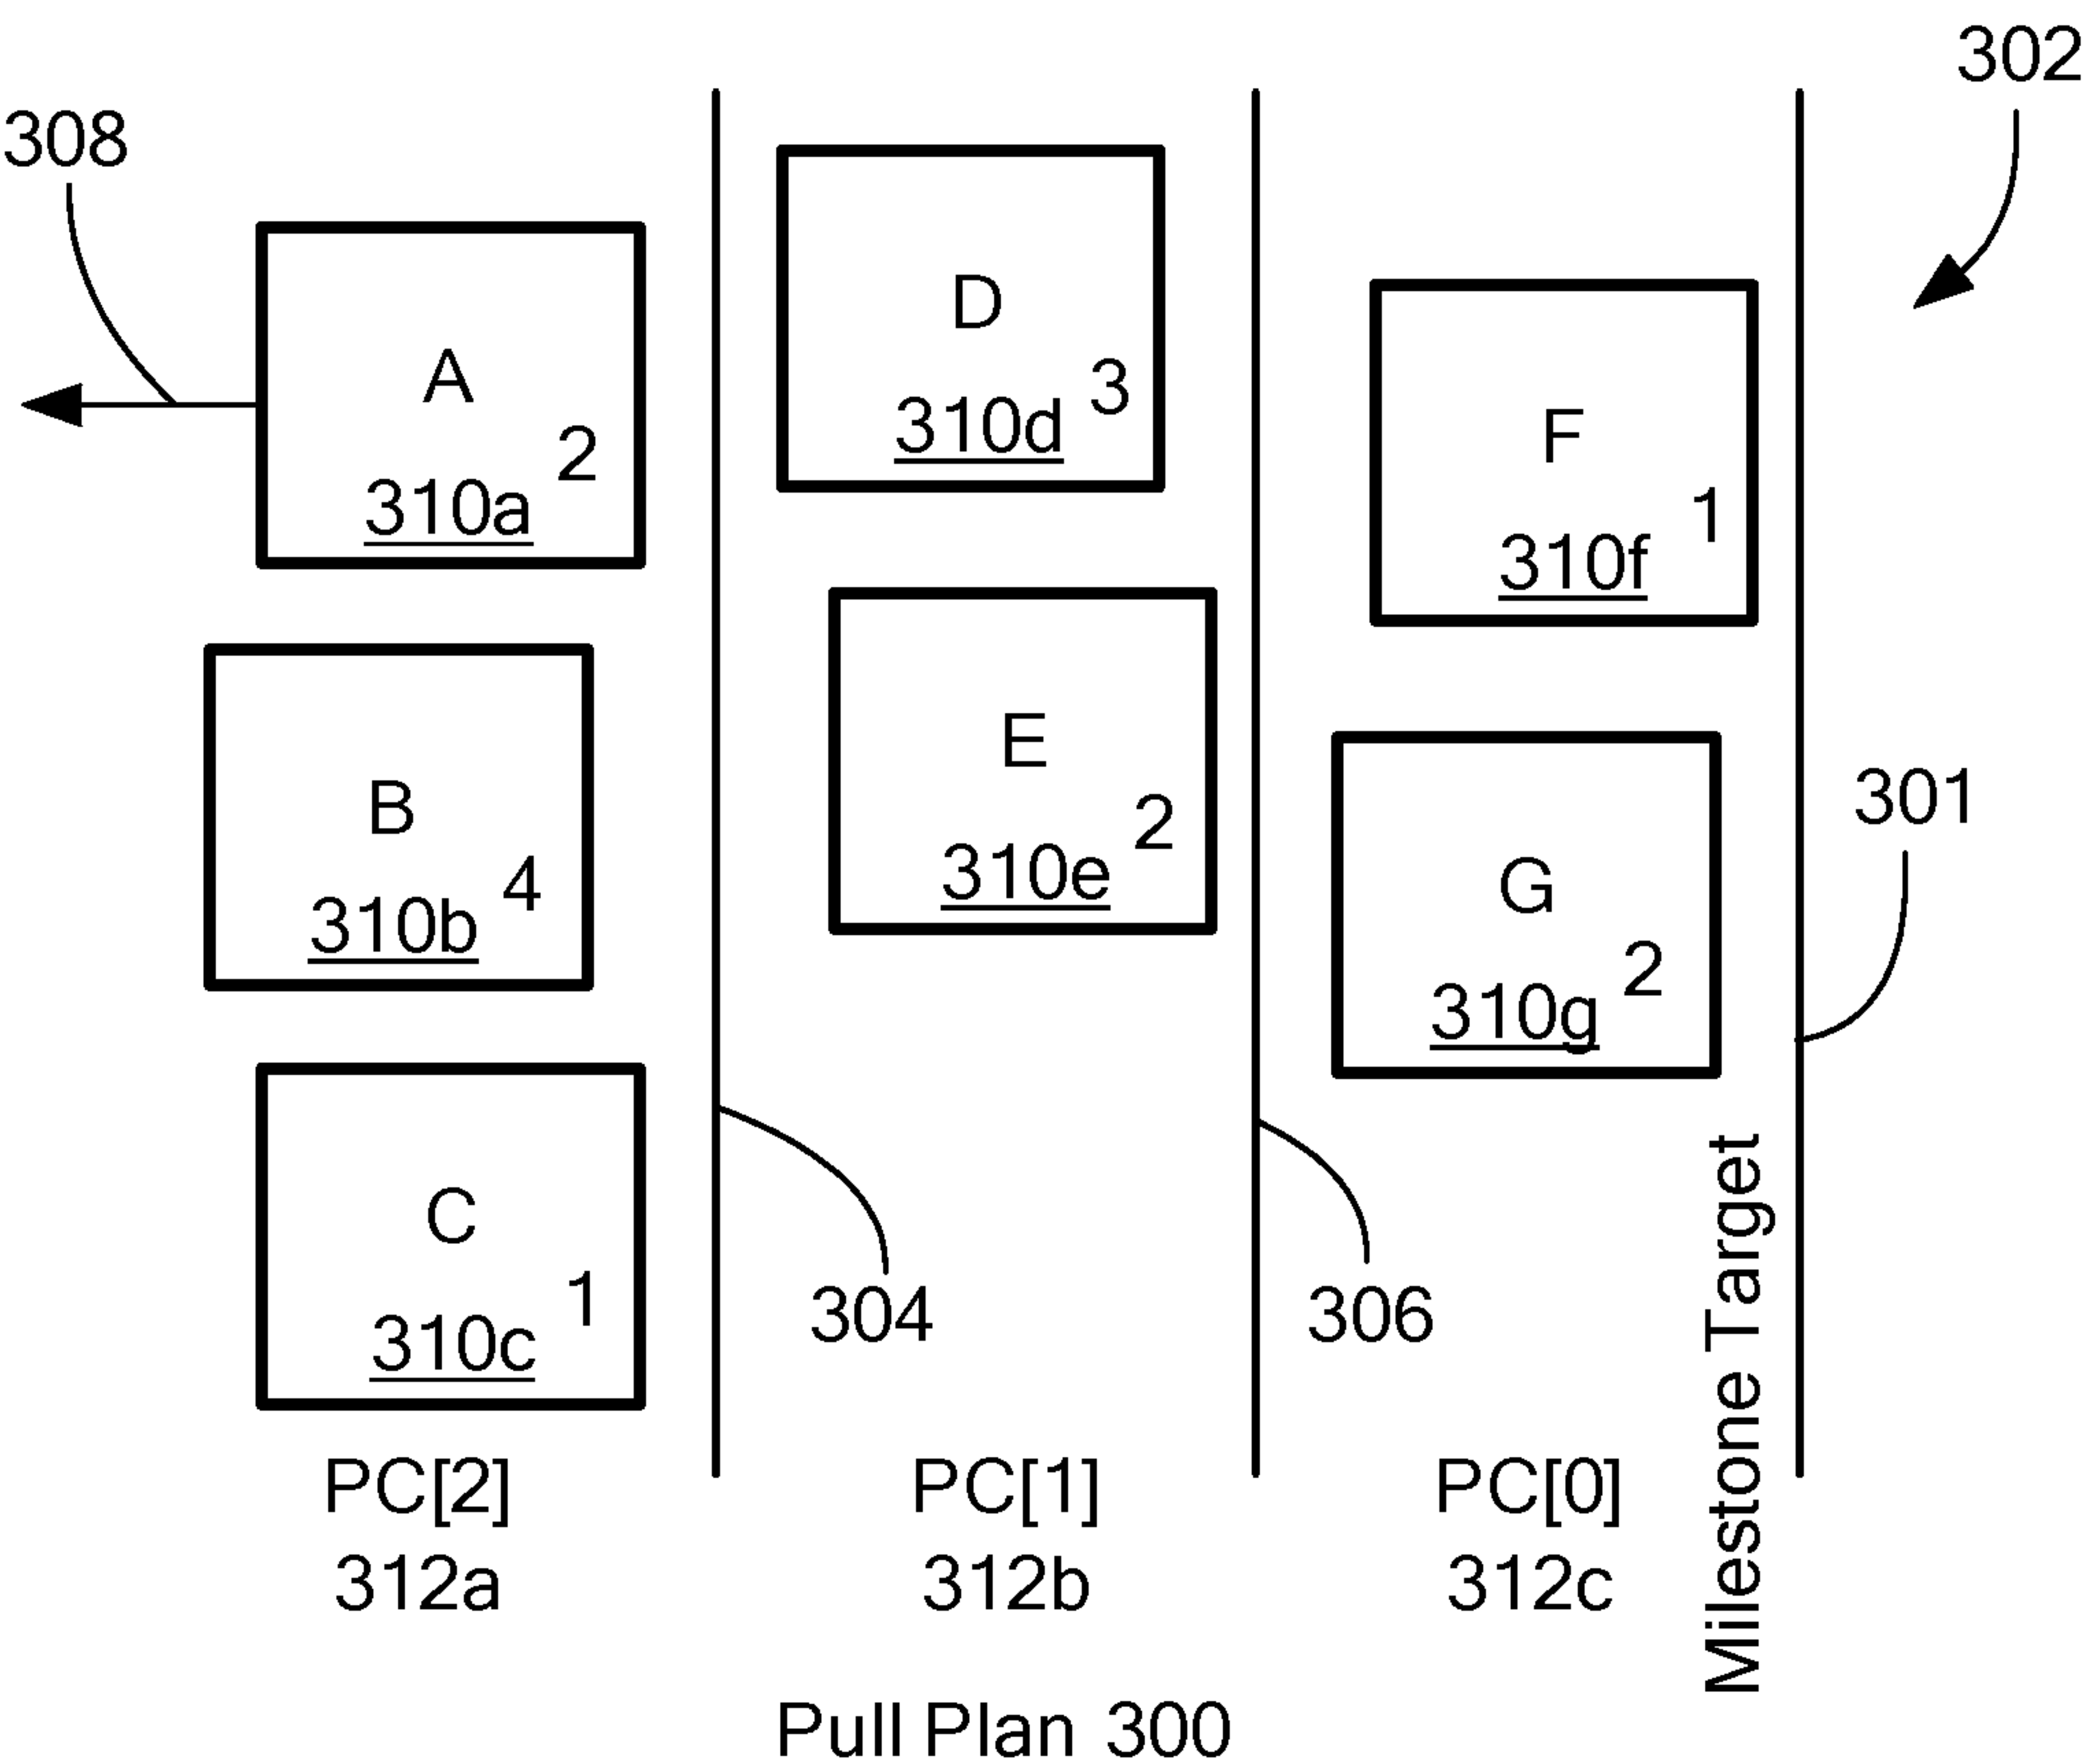 302
308
A
2
310a
D
3
310d
F
1
310f
B
4
310b
E
2
310e
G
2
310g
301
C
1
310c
304
306
Milestone Target
PC[2]
312a
PC[1]
312b
PC[0]
312c
Pull Plan 300